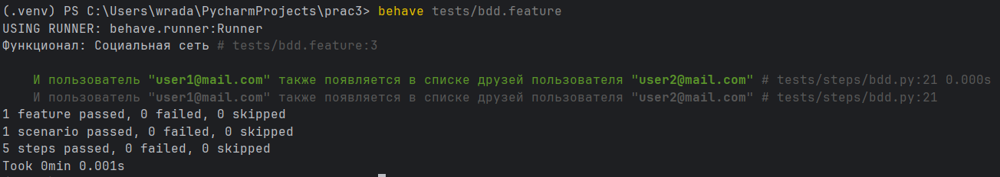 (.venv) PS C:\Users\wrada\PycharmProjects\prac3> behave tests/bdd.feature
USING RUNNER: behave.runner:Runner
Функционал: Социальная сеть # tests/bdd.feature:3
И пользователь "user1@mail.com" также появляется в списке друзей пользователя "user2@mail.com" # tests/steps/bdd.py:21 0.000s
И пользователь "user1@mail.com" также появляется в списке друзей пользователя "user2@mail.com" # tests/steps/bdd.py:21
1 feature passed, 0 failed, 0 skipped
1 scenario passed, 0 failed, 0 skipped
5 steps passed, 0 failed, 0 skipped
Took 0min 0.001s